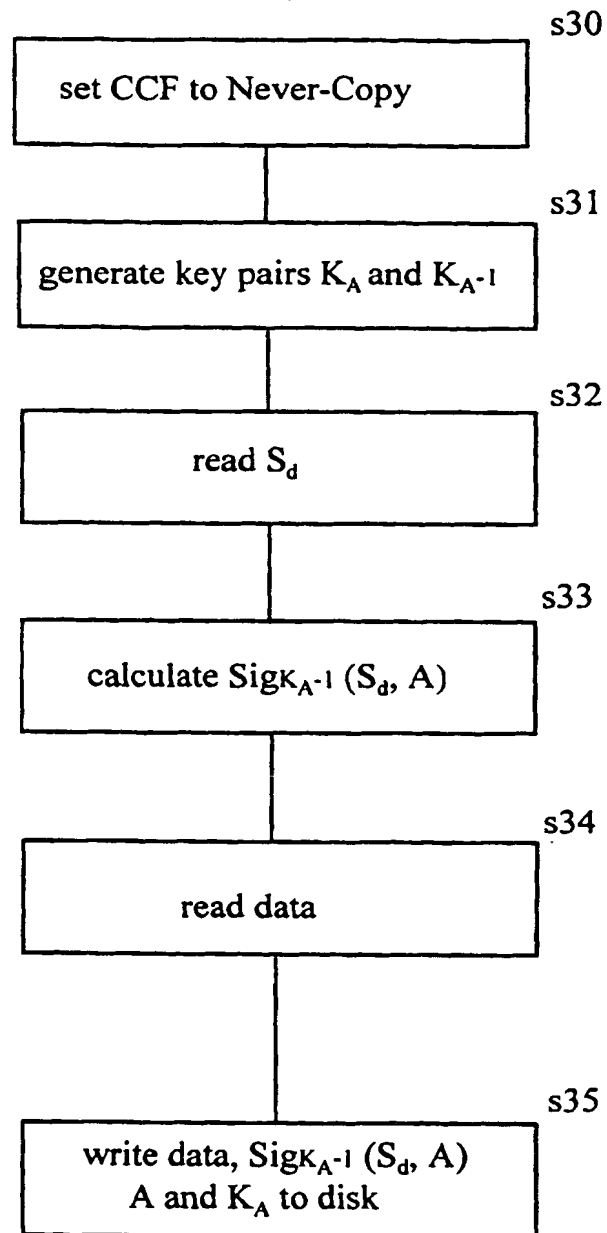 s30
set CCF to Never-Copy
s31
generate key pairs K_A and K_A-1
s32
read S_d
s33
calculate SigK_A-1 (S_d, A)
s34
read data
s35
write data, SigK_A-1 (S_d, A)
A and K_A to disk